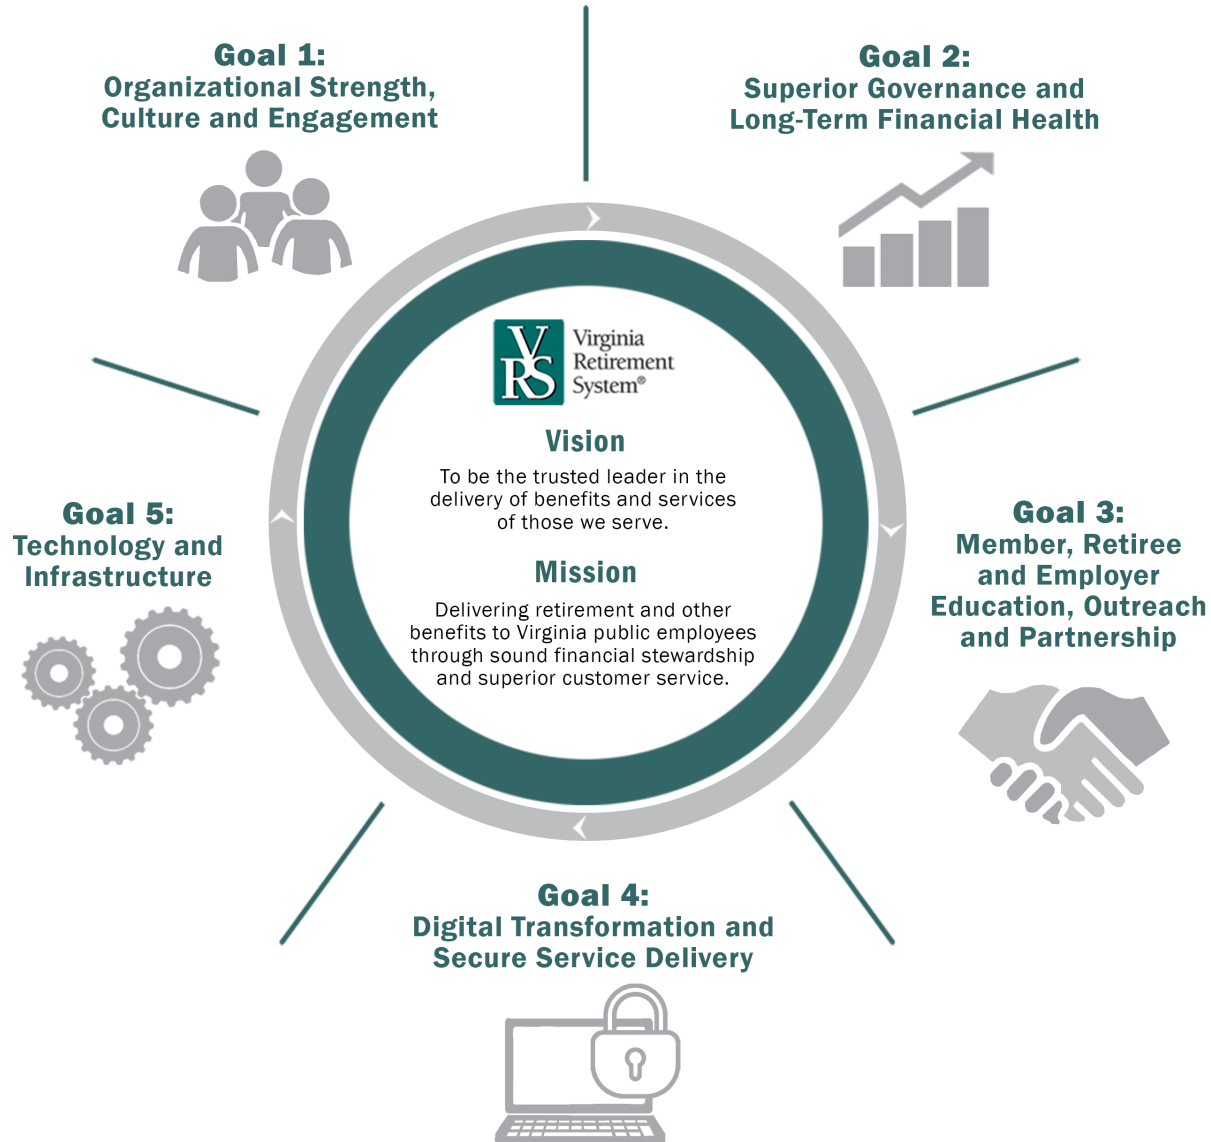 Goal 1:
Organizational Strength,
Culture and Engagement
Goal 2:
Superior Governance and
Long-Term Financial Health
VRS
Virginia
Retirement
System®
Vision
To be the trusted leader in the
delivery of benefits and services
of those we serve.
Mission
Delivering retirement and other
benefits to Virginia public employees
through sound financial stewardship
and superior customer service.
Goal 3:
Member, Retiree
and Employer
Education, Outreach
and Partnership
Goal 4:
Digital Transformation and
Secure Service Delivery
Goal 5:
Technology and
Infrastructure